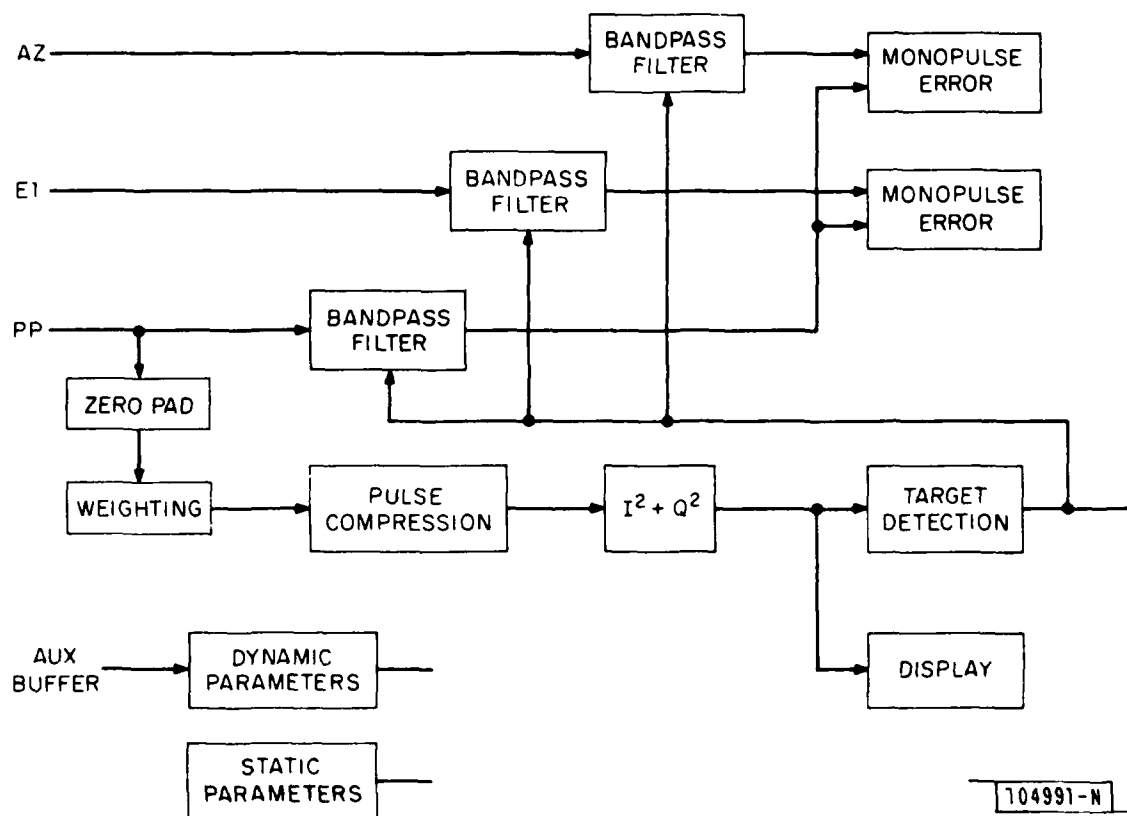 AZ
BANDPASS
FILTER
MONOPULSE
ERROR
E1
BANDPASS
FILTER
MONOPULSE
ERROR
PP
BANDPASS
FILTER
ZERO PAD
WEIGHTING
PULSE
COMPRESSION
I² + Q²
TARGET
DETECTION
AUX
BUFFER
DYNAMIC
PARAMETERS
DISPLAY
STATIC
PARAMETERS
104991-N